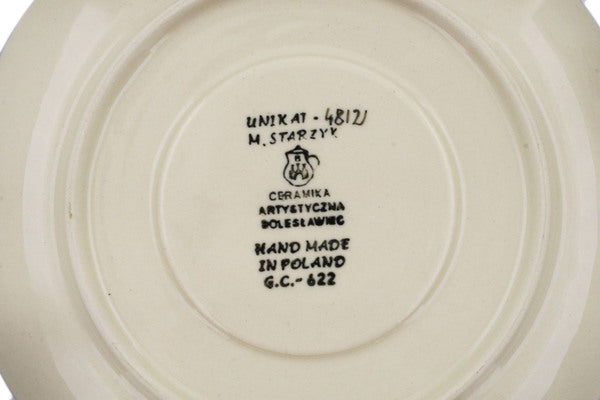 UNIKAT - 4812
M. STARZYK
B
CERAMIKA
ARTYSTYCZNA
BOLESŁAWIEC
HAND MADE
IN POLAND
G.C.-622